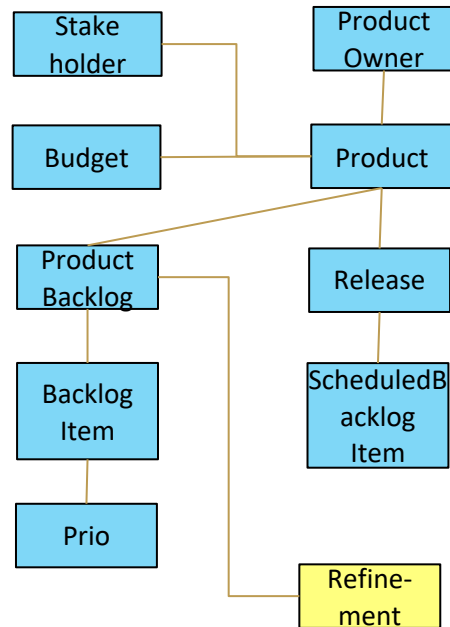 Stake
holder
Product
Owner
Budget
Product
Product
Backlog
Release
Backlog
Item
ScheduledB
acklog
Item
Prio
Refine-
ment